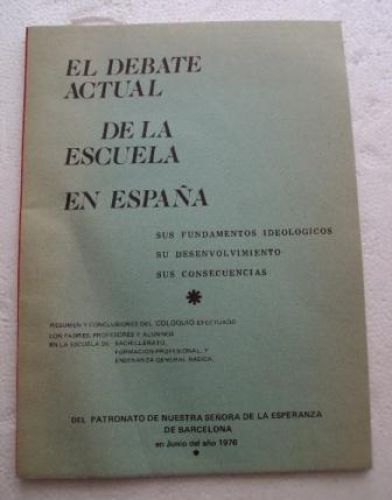 EL DEBATE
ACTUAL
DE LA
ESCUELA
EN ESPAÑA
SUS FUNDAMENTOS IDEOLOGICOS
SU DESENVOLVIMIENTO
SUS CONSECUENCIAS
*
RESUMEN Y CONCLUSIONES DEL COLOQUIO EFECTUADO
CON PADRES, PROFESORES Y ALUMNOS
EN LA ESCUELA DE BACHILLERATO,
FORMACION PROFESIONAL, Y
ENSEÑANZA GENERAL BASICA,
DEL PATRONATO DE NUESTRA SEÑORA DE LA ESPERANZA
DE BARCELONA
en Junio del año 1976